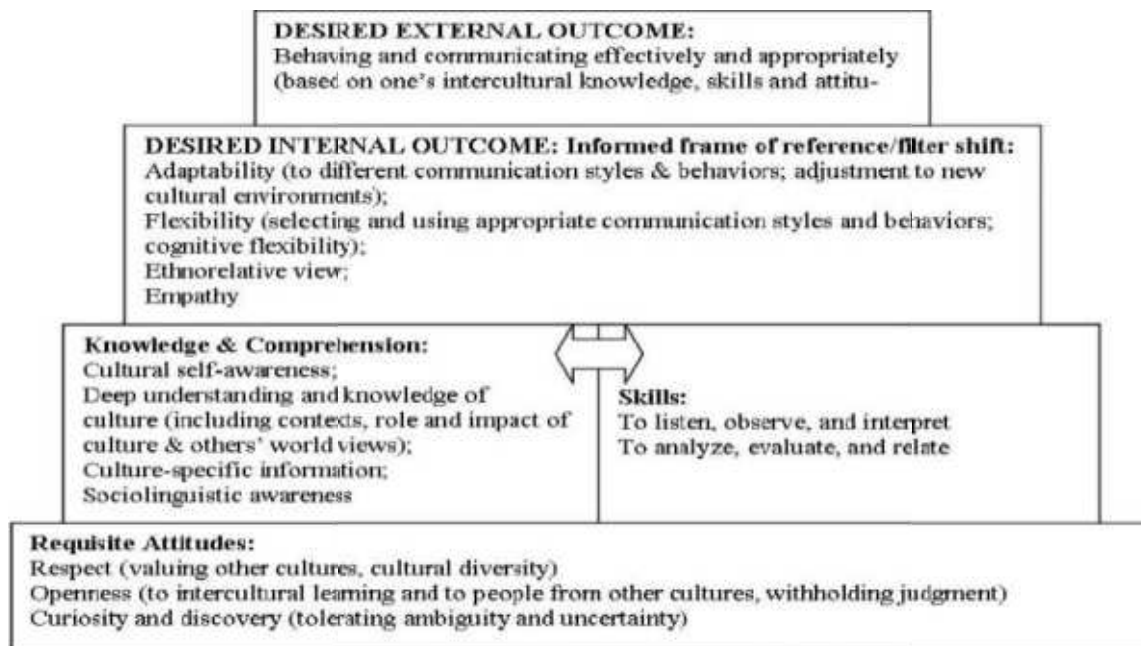 DESIRED EXTERNAL OUTCOME:
Behaving and communicating effectively and appropriately
(based on one's intercultural knowledge, skills and attitu-
DESIRED INTERNAL OUTCOME: Informed frame of reference/filter shift:
Adaptability (to different communication styles & behaviors; adjustment to new
cultural environments);
Flexibility (selecting and using appropriate communication styles and behaviors;
cognitive flexibility);
Ethnorelative view;
Empathy
Knowledge & Comprehension:
Cultural self-awareness;
Deep understanding and knowledge of
culture (including contexts, role and impact of
culture & others' world views);
Culture-specific information;
Sociolinguistic awareness
Skills:
To listen, observe, and interpret
To analyze, evaluate, and relate
Requisite Attitudes:
Respect (valuing other cultures, cultural diversity)
Openness (to intercultural learning and to people from other cultures, withholding judgment)
Curiosity and discovery (tolerating ambiguity and uncertainty)